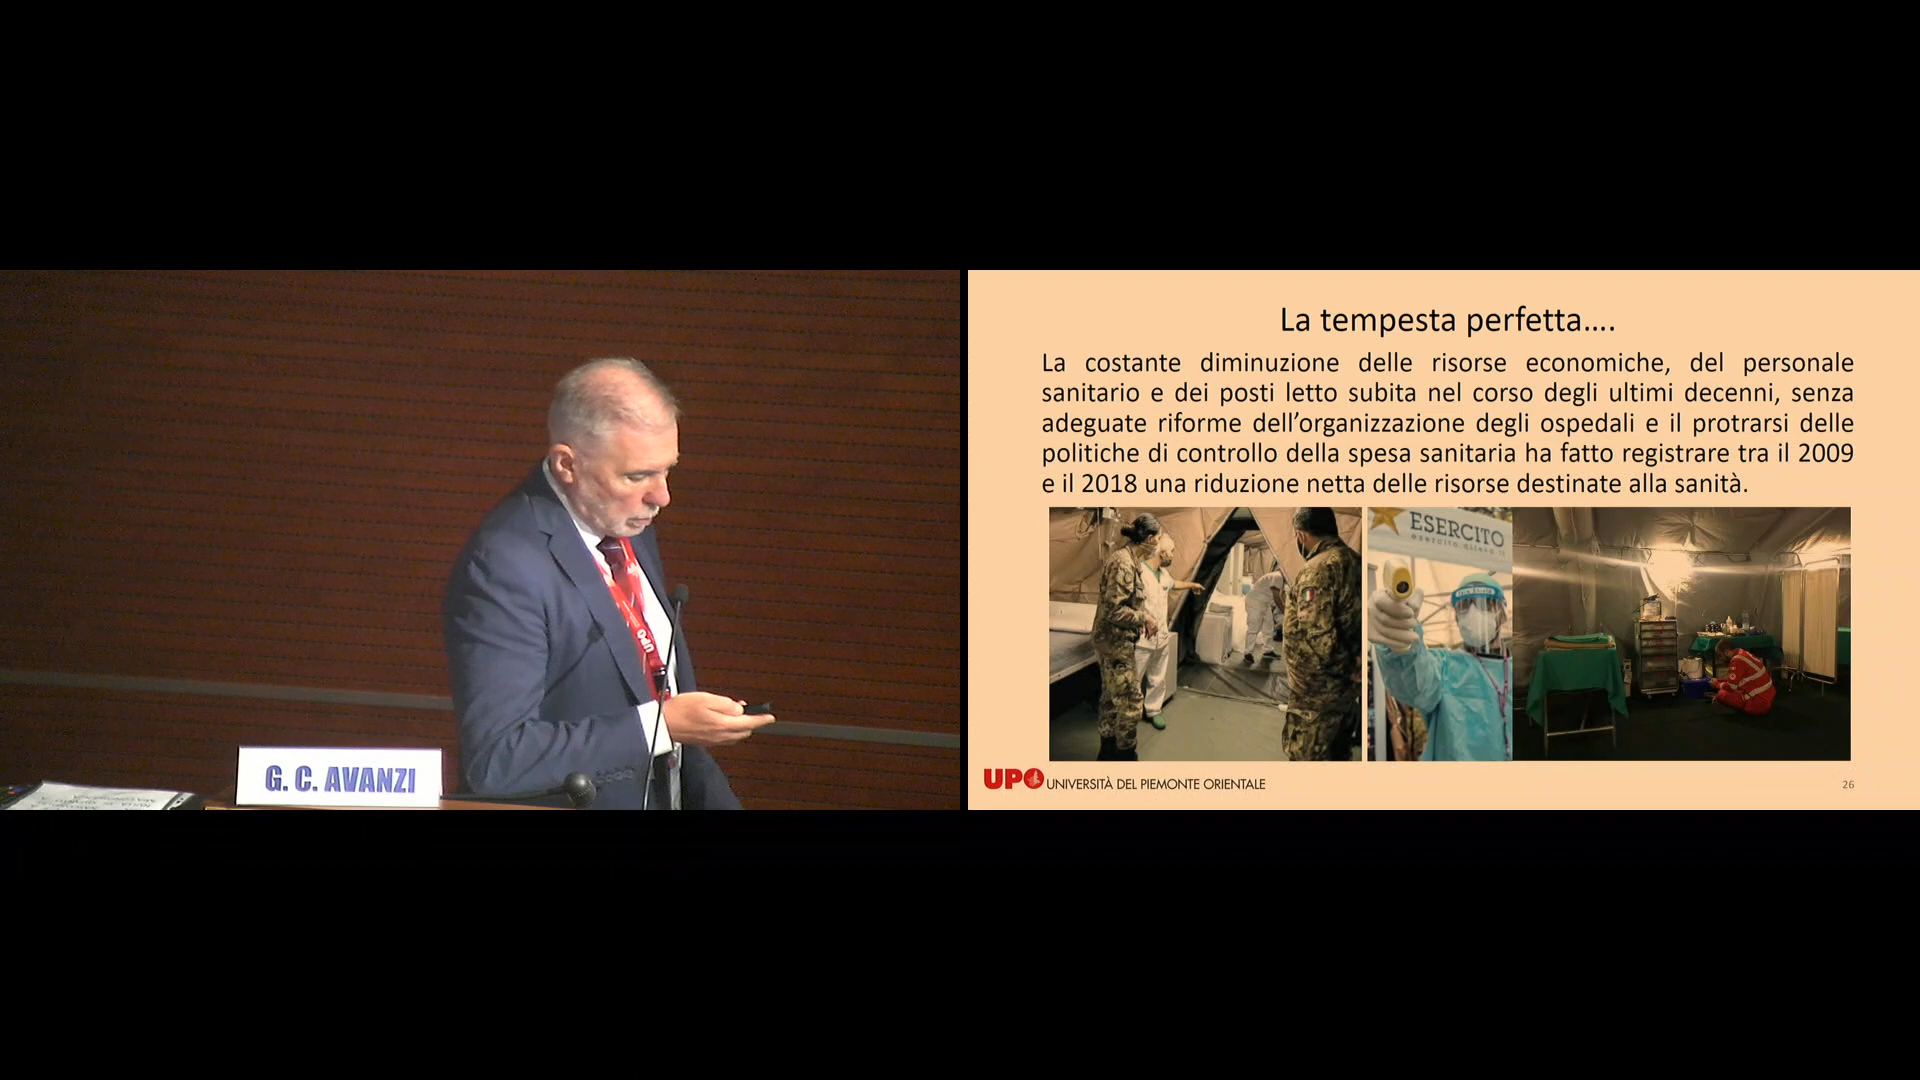 G. C. AVANZI
UPO
La tempesta perfetta....
La costante diminuzione delle risorse economiche, del personale
sanitario e dei posti letto subita nel corso degli ultimi decenni, senza
adeguate riforme dell’organizzazione degli ospedali e il protrarsi delle
politiche di controllo della spesa sanitaria ha fatto registrare tra il 2009
e il 2018 una riduzione netta delle risorse destinate alla sanità.
ESERCITO
UPO UNIVERSITÀ DEL PIEMONTE ORIENTALE
26